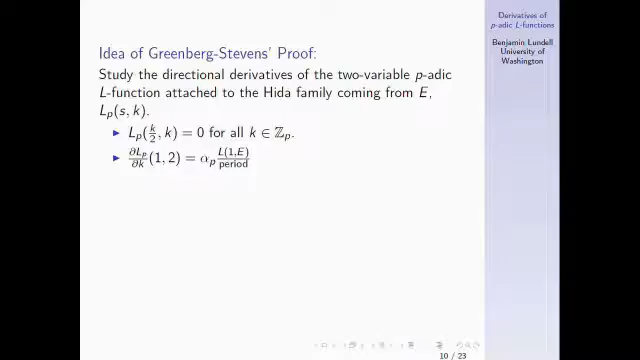 Idea of Greenberg-Stevens' Proof:
Study the directional derivatives of the two-variable p-adic
L-function attached to the Hida family coming from E,
L_p(s, k).
▶ L_p(k/2, k) = 0 for all k ∈ ℤ_p.
▶ ∂L_p/∂k (1, 2) = α_p L(1,E)/period
Derivatives of
p-adic L-functions
Benjamin Lundell
University of
Washington
10 / 23